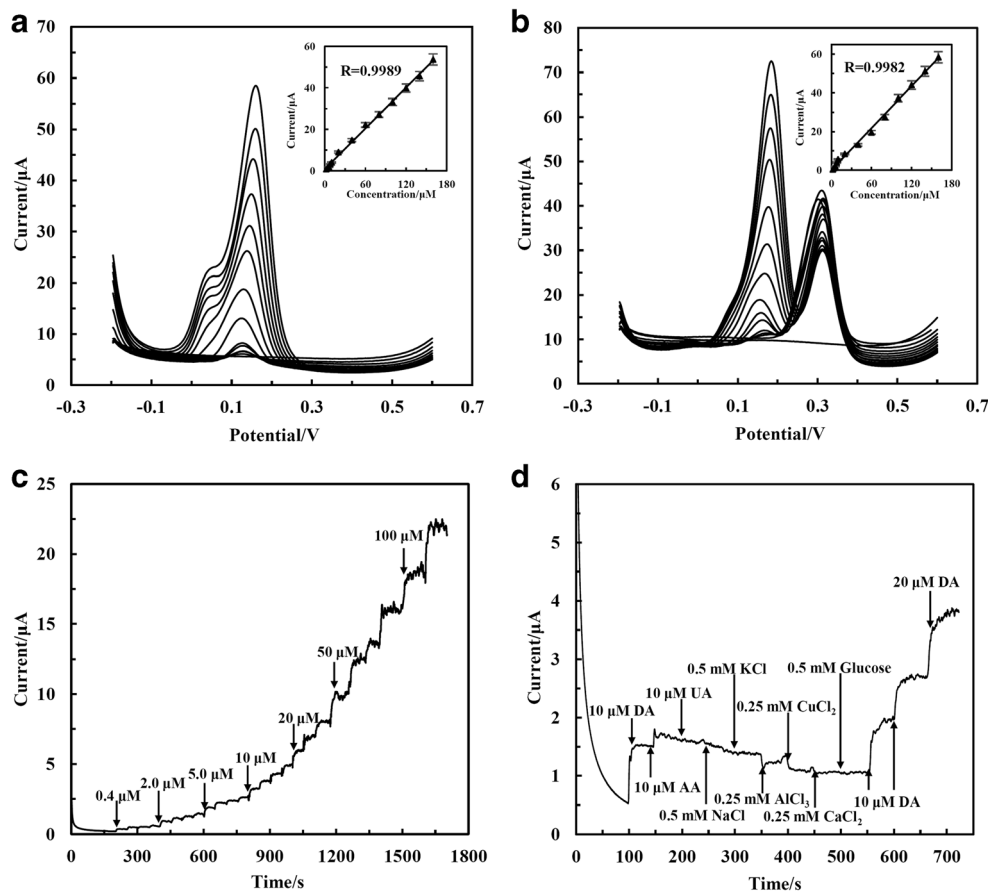 a
70
60
50
40
30
20
10
0
Current/μA
-0.3
-0.1
0.1
0.3
0.5
0.7
Potential/V
60
40
20
0
Current/μA
R=0.9989
0
60
120
180
Concentration/μM
b
80
70
60
50
40
30
20
10
0
Current/μA
-0.3
-0.1
0.1
0.3
0.5
0.7
Potential/V
60
40
20
0
Current/μA
R=0.9982
0
60
120
180
Concentration/μM
c
25
20
15
10
5
0
Current/μA
0
300
600
900
1200
1500
1800
Time/s
0.4 μM
2.0 μM
5.0 μM
10 μM
20 μM
50 μM
100 μM
d
6
5
4
3
2
1
0
Current/μA
0
100
200
300
400
500
600
700
Time/s
20 μM DA
0.5 mM KCl
0.5 mM Glucose
10 μM DA
10 μM UA
0.25 mM CuCl₂
10 μM AA
0.25 mM AlCl₃
10 μM DA
0.5 mM NaCl
0.25 mM CaCl₂